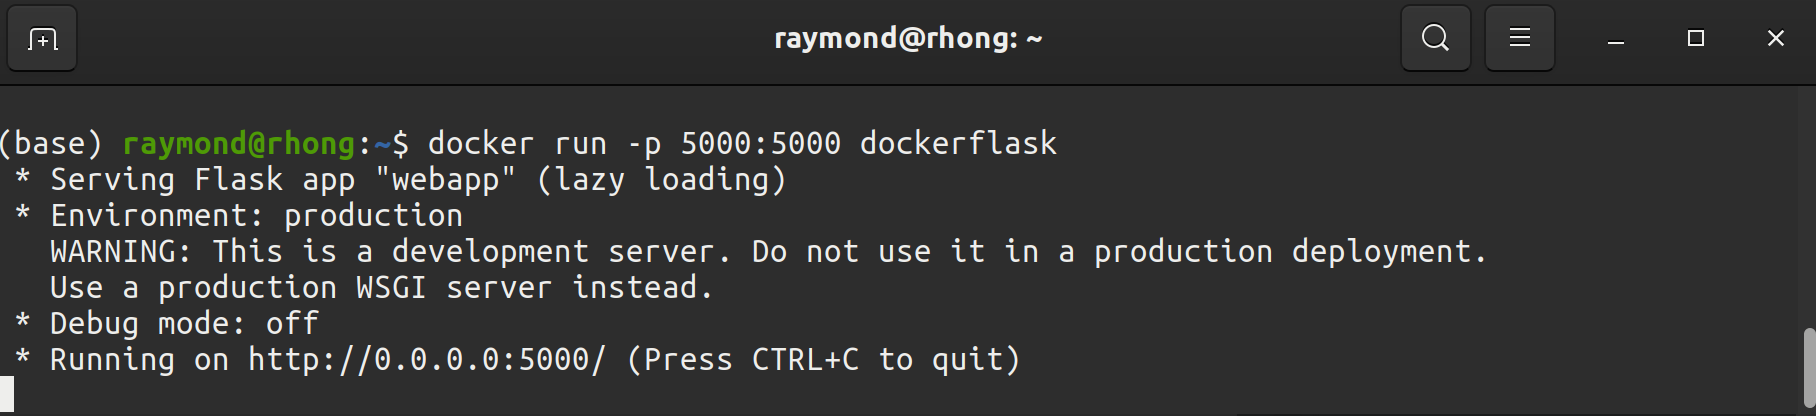 raymond@rhong: ~
(base) raymond@rhong:~$ docker run -p 5000:5000 dockerflask
 * Serving Flask app "webapp" (lazy loading)
 * Environment: production
   WARNING: This is a development server. Do not use it in a production deployment.
   Use a production WSGI server instead.
 * Debug mode: off
 * Running on http://0.0.0.0:5000/ (Press CTRL+C to quit)